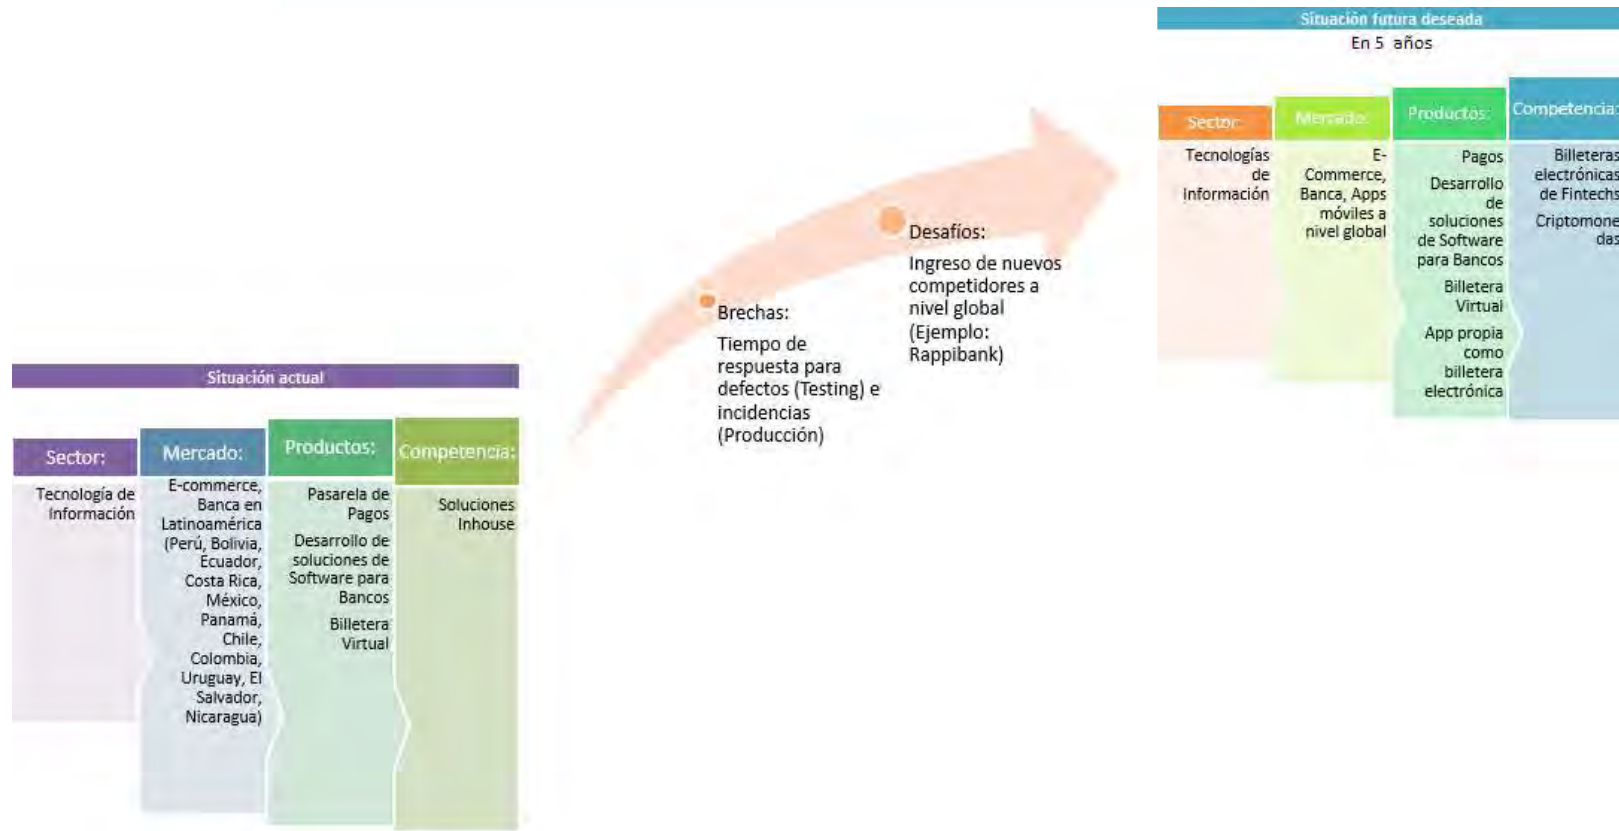 Situación futura deseada
En 5 años
Sector:
Tecnologías
de
Información
Mercado:
E-
Commerce,
Banca, Apps
móviles a
nivel global
Productos:
Pagos
Desarrollo
de
soluciones
de Software
para Bancos
Billetera
Virtual
App propia
como
billetera
electrónica
Competencia:
Billeteras
electrónicas
de Fintechs
Criptomone
das
Desafíos:
Ingreso de nuevos
competidores a
nivel global
(Ejemplo:
Rappibank)
Brechas:
Tiempo de
respuesta para
defectos (Testing) e
incidencias
(Producción)
Situación actual
Sector:
Tecnología de
Información
Mercado:
E-commerce,
Banca en
Latinoamérica
(Perú, Bolivia,
Ecuador,
Costa Rica,
México,
Panamá,
Chile,
Colombia,
Uruguay, El
Salvador,
Nicaragua)
Productos:
Pasarela de
Pagos
Desarrollo de
soluciones de
Software para
Bancos
Billetera
Virtual
Competencia:
Soluciones
Inhouse